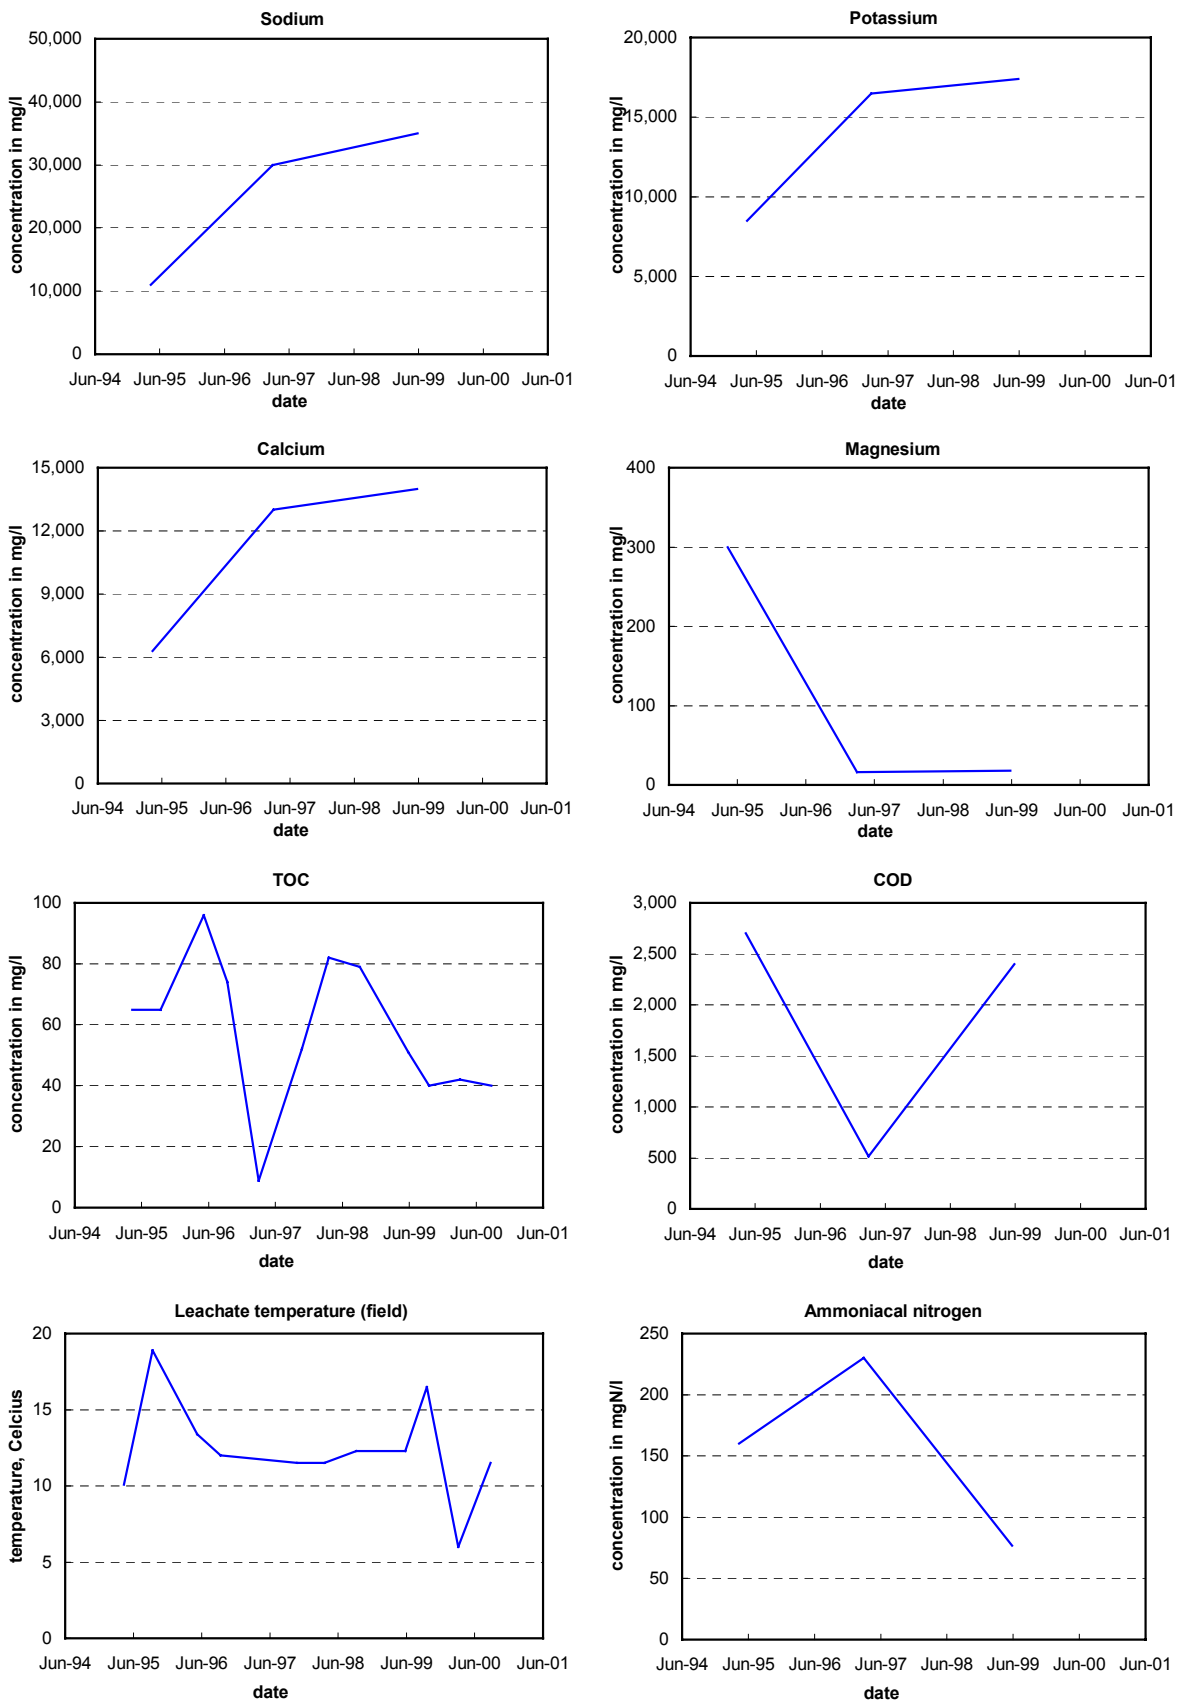 Sodium
50,000
40,000
30,000
20,000
10,000
0
concentration in mg/l
Jun-94 Jun-95 Jun-96 Jun-97 Jun-98 Jun-99 Jun-00 Jun-01
date
Potassium
20,000
15,000
10,000
5,000
0
concentration in mg/l
Jun-94 Jun-95 Jun-96 Jun-97 Jun-98 Jun-99 Jun-00 Jun-01
date
Calcium
15,000
12,000
9,000
6,000
3,000
0
concentration in mg/l
Jun-94 Jun-95 Jun-96 Jun-97 Jun-98 Jun-99 Jun-00 Jun-01
date
Magnesium
400
300
200
100
0
concentration in mg/l
Jun-94 Jun-95 Jun-96 Jun-97 Jun-98 Jun-99 Jun-00 Jun-01
date
TOC
100
80
60
40
20
0
concentration in mg/l
Jun-94 Jun-95 Jun-96 Jun-97 Jun-98 Jun-99 Jun-00 Jun-01
date
COD
3,000
2,500
2,000
1,500
1,000
500
0
concentration in mg/l
Jun-94 Jun-95 Jun-96 Jun-97 Jun-98 Jun-99 Jun-00 Jun-01
date
Leachate temperature (field)
20
15
10
5
0
temperature, Celcius
Jun-94 Jun-95 Jun-96 Jun-97 Jun-98 Jun-99 Jun-00 Jun-01
date
Ammoniacal nitrogen
250
200
150
100
50
0
concentration in mgN/l
Jun-94 Jun-95 Jun-96 Jun-97 Jun-98 Jun-99 Jun-00 Jun-01
date